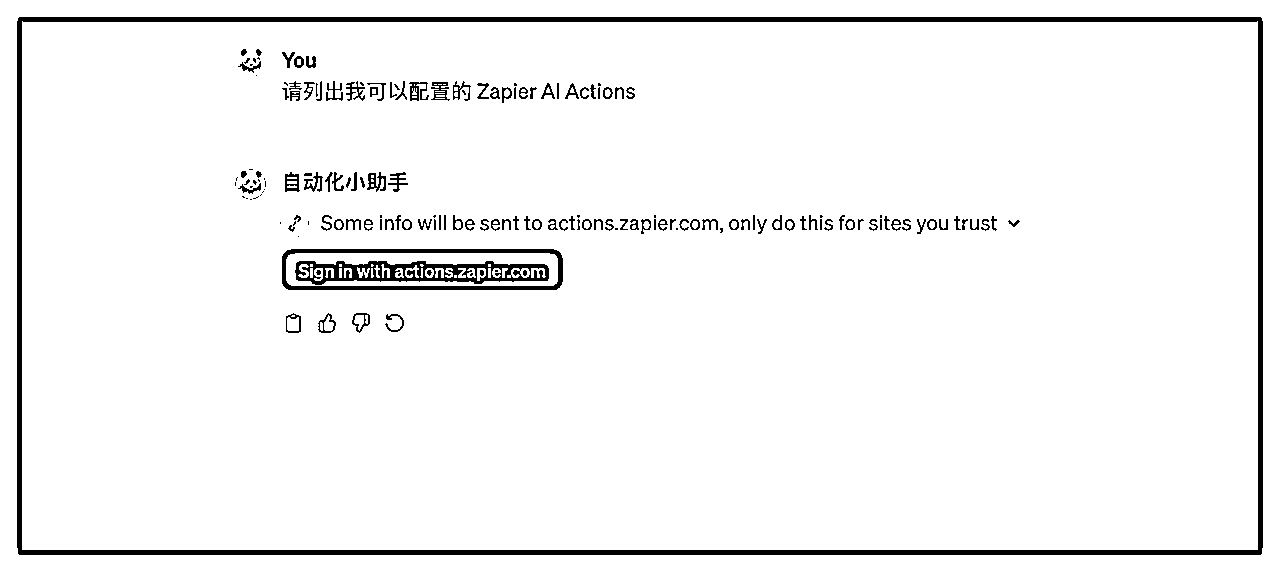 You
请列出我可以配置的 Zapier AI Actions
自动化小助手
Some info will be sent to actions.zapier.com, only do this for sites you trust
Sign in with actions.zapier.com